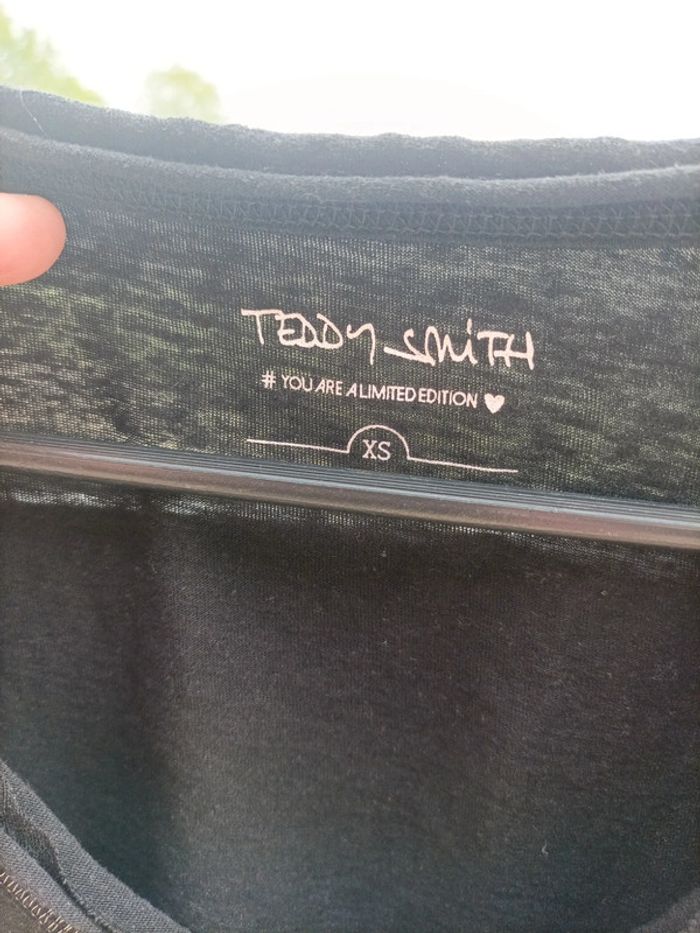 TEDDY SMITH
# YOU ARE A LIMITED EDITION ♥
XS